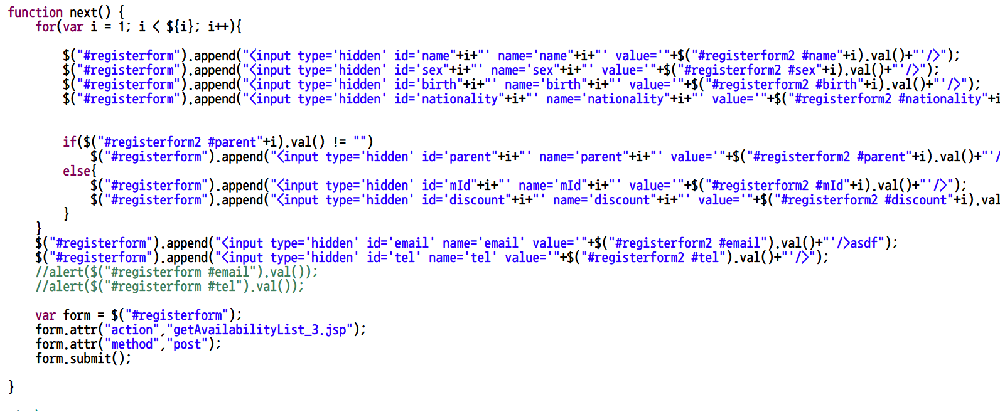 function next() {
    for(var i = 1; i < ${i}; i++){
        $("#registerform").append("<input type='hidden' id='name"+i+"' name='name"+i+"' value='"+$("#registerform2 #name"+i).val()+"'/>");
        $("#registerform").append("<input type='hidden' id='sex"+i+"' name='sex"+i+"' value='"+$("#registerform2 #sex"+i).val()+"'/>");
        $("#registerform").append("<input type='hidden' id='birth"+i+"' name='birth"+i+"' value='"+$("#registerform2 #birth"+i).val()+"'/>");
        $("#registerform").append("<input type='hidden' id='nationality"+i+"' name='nationality"+i+"' value='"+$("#registerform2 #nationality"+i
        if($("#registerform2 #parent"+i).val() != "")
            $("#registerform").append("<input type='hidden' id='parent"+i+"' name='parent"+i+"' value='"+$("#registerform2 #parent"+i).val()+"'/
        else{
            $("#registerform").append("<input type='hidden' id='mId"+i+"' name='mId"+i+"' value='"+$("#registerform2 #mId"+i).val()+"'/>");
            $("#registerform").append("<input type='hidden' id='discount"+i+"' name='discount"+i+"' value='"+$("#registerform2 #discount"+i).val
        }
    }
    $("#registerform").append("<input type='hidden' id='email' name='email' value='"+$("#registerform2 #email").val()+"'/>asdf");
    $("#registerform").append("<input type='hidden' id='tel' name='tel' value='"+$("#registerform2 #tel").val()+"'/>");
    //alert($("#registerform #email").val());
    //alert($("#registerform #tel").val());
    var form = $("#registerform");
    form.attr("action","getAvailabilityList_3.jsp");
    form.attr("method","post");
    form.submit();
}